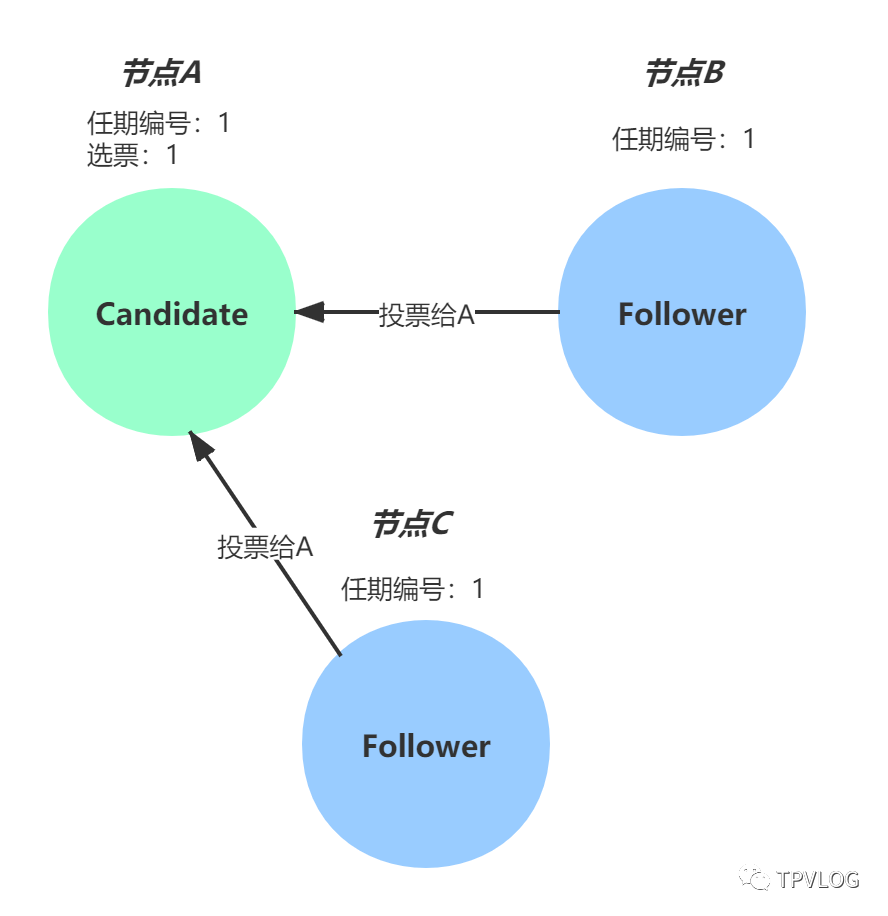 节点A
任期编号：1
选票：1
Candidate
节点B
任期编号：1
Follower
投票给A
投票给A
节点C
任期编号：1
Follower
TPVLOG